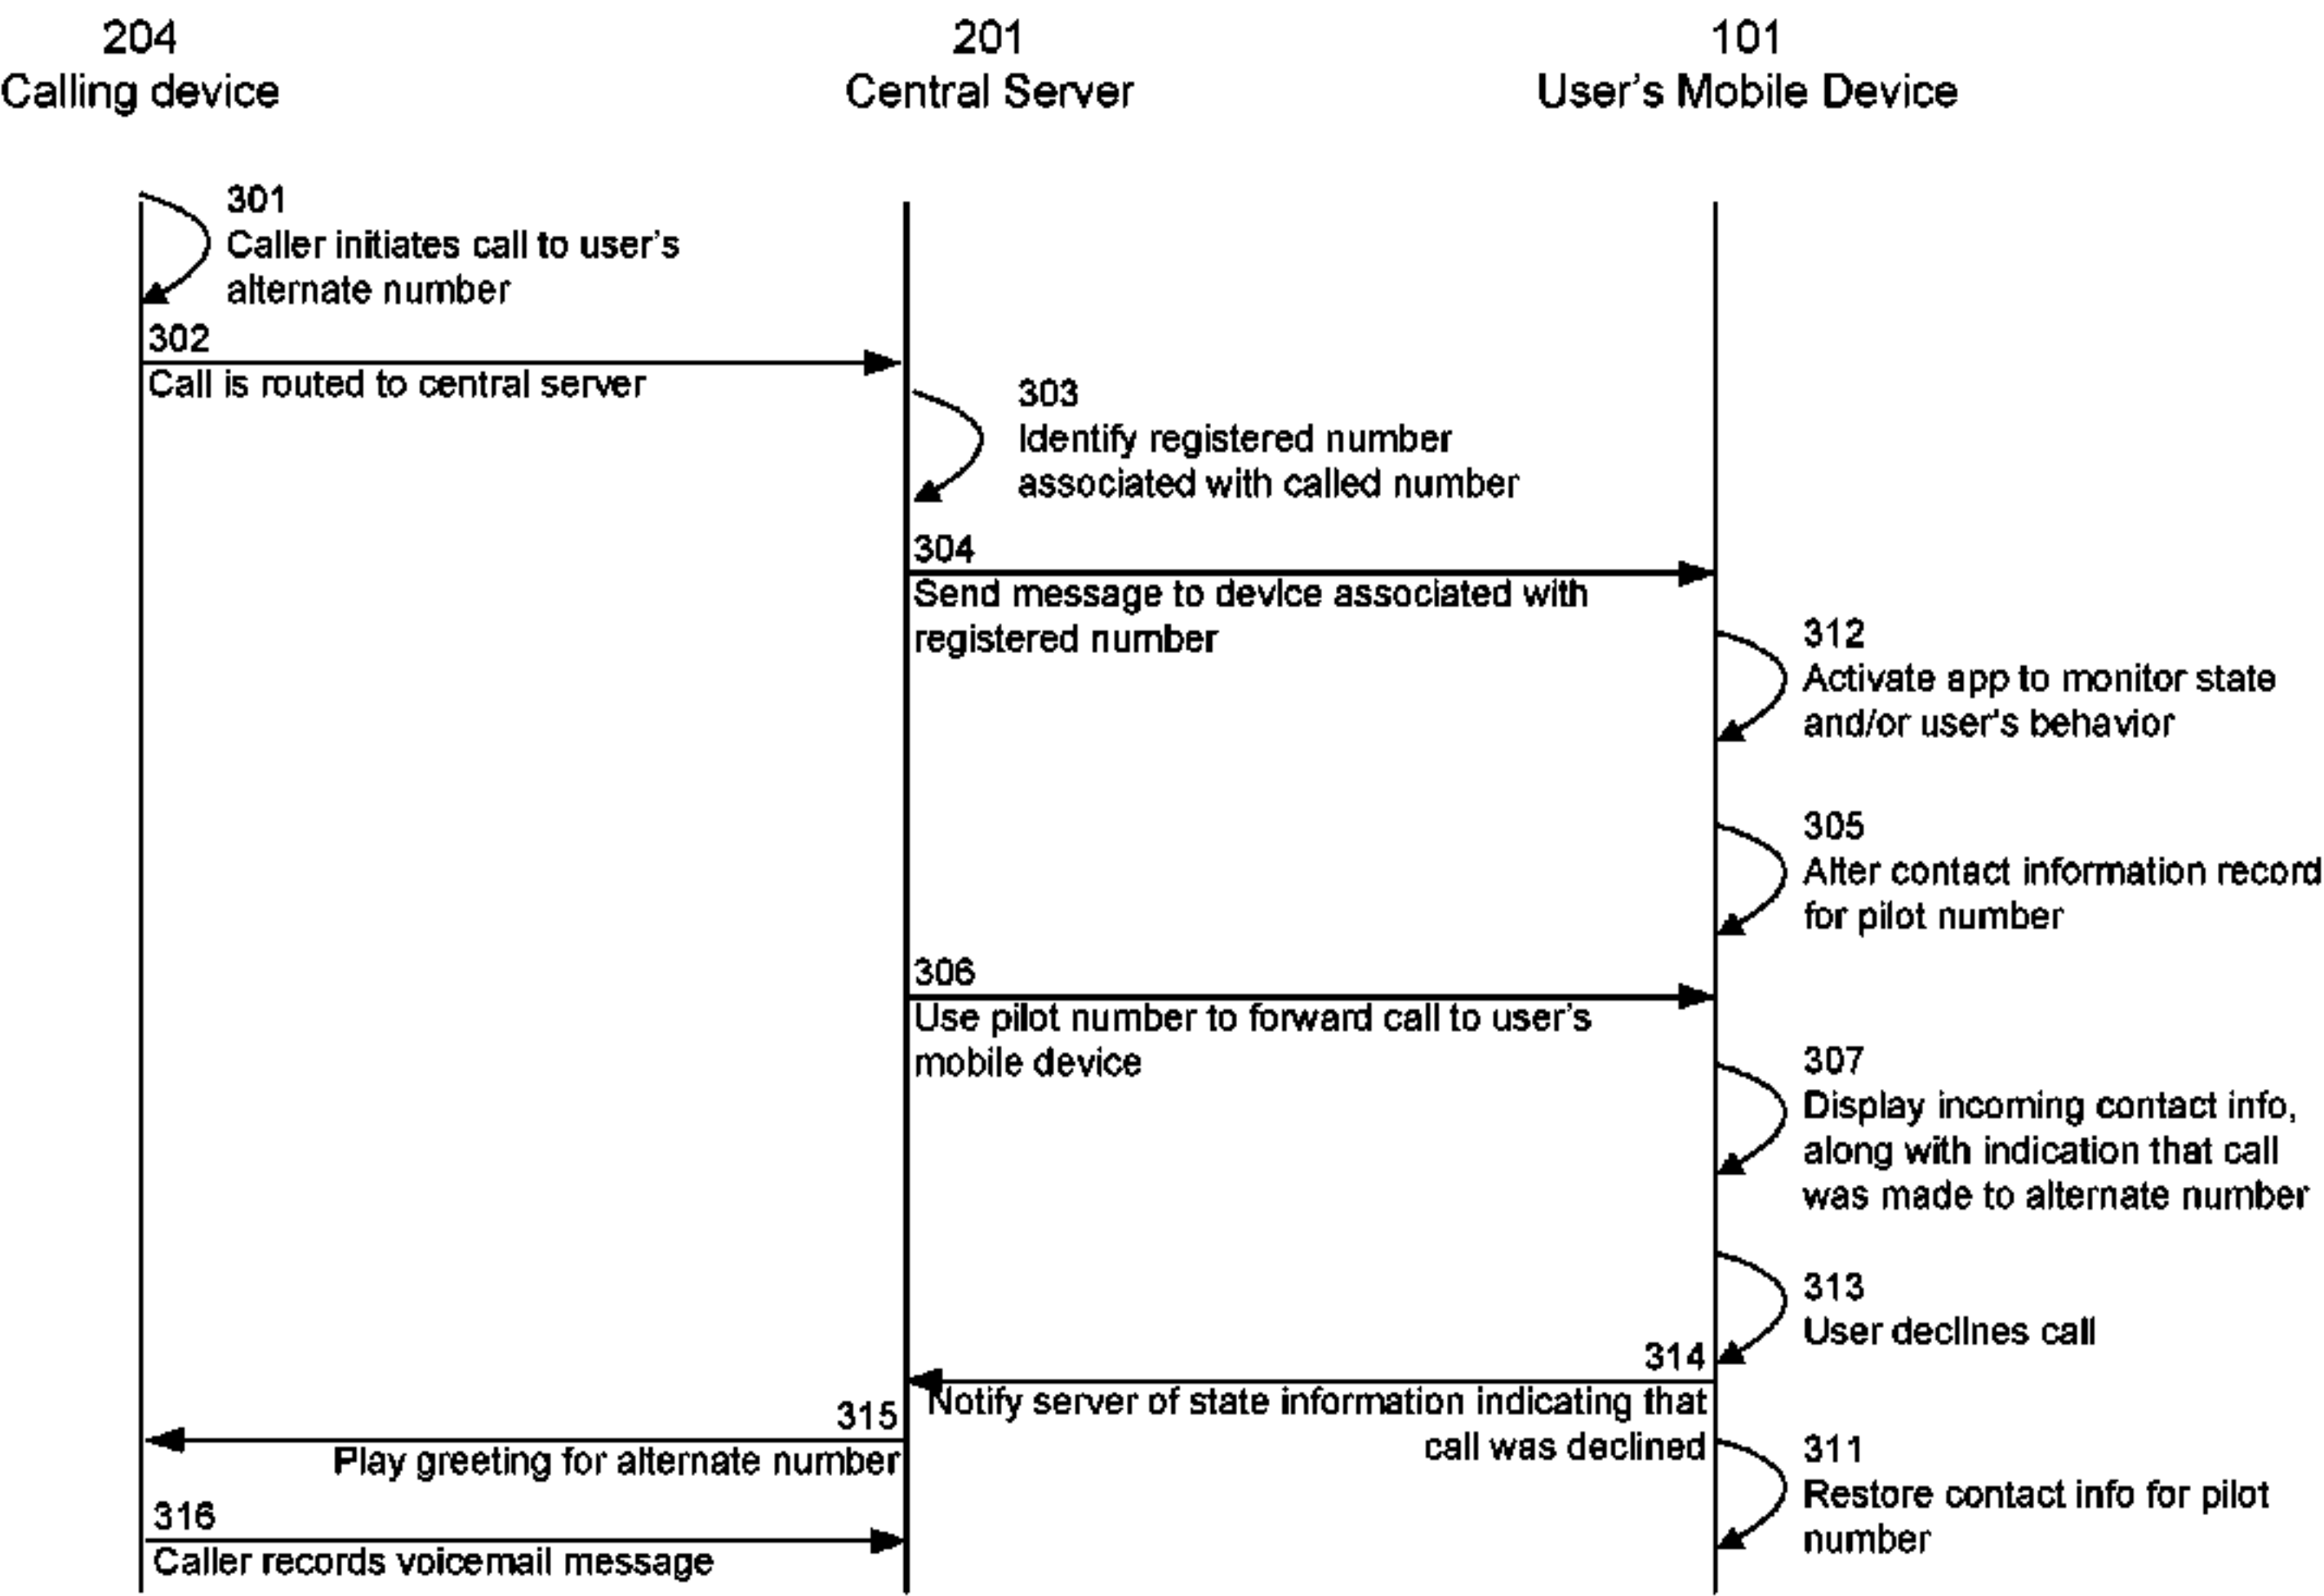 204
Calling device
201
Central Server
101
User's Mobile Device
301
Caller initiates call to user's
alternate number
302
Call is routed to central server
303
Identify registered number
associated with called number
304
Send message to device associated with
registered number
312
Activate app to monitor state
and/or user's behavior
305
Alter contact information record
for pilot number
306
Use pilot number to forward call to user's
mobile device
307
Display incoming contact info,
along with indication that call
was made to alternate number
313
User declines call
314
Notify server of state information indicating that
call was declined
315
Play greeting for alternate number
311
Restore contact info for pilot
number
316
Caller records voicemail message